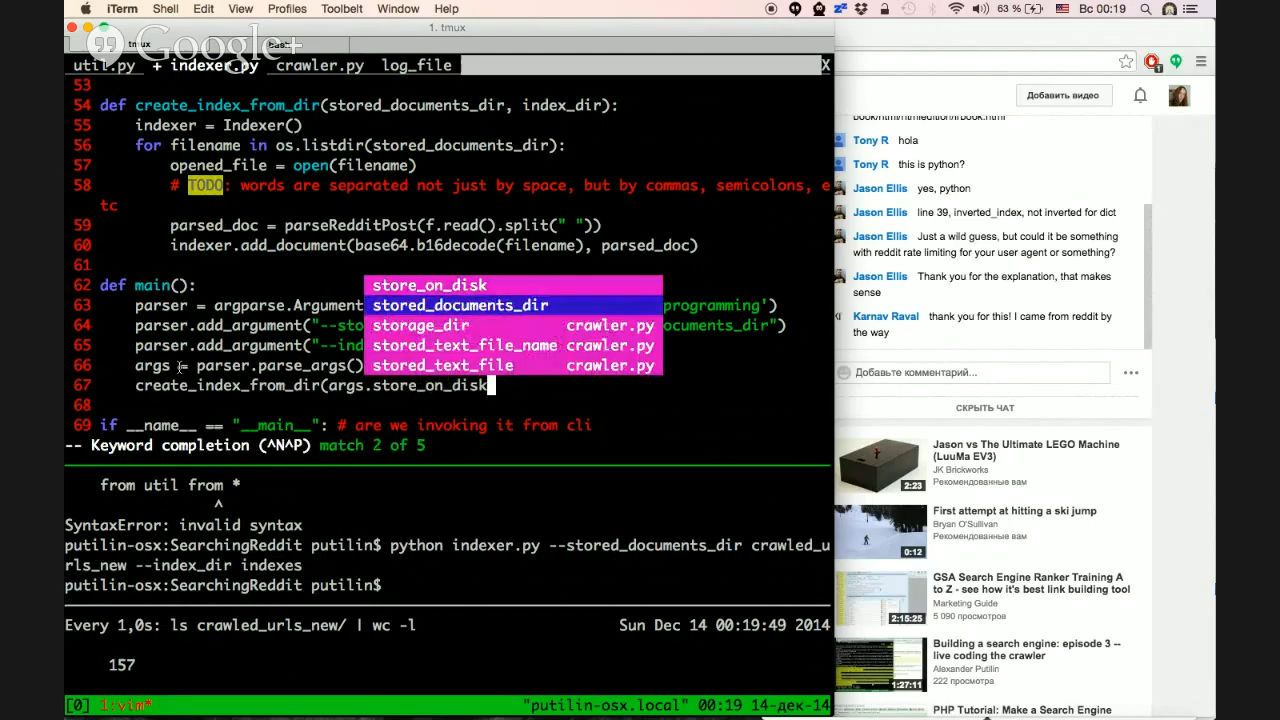 iTerm Shell Edit View Profiles Toolbelt Window Help 63 % Вс 00:19
1. tmux
tmux
Google+
util.py + indexer.py crawler.py log_file X
53
54 def create_index_from_dir(stored_documents_dir, index_dir):
55 indexer = Indexer()
56 for filename in os.listdir(stored_documents_dir):
57 opened_file = open(filename)
58 # TODO: words are separated not just by space, but by commas, semicolons, e
tc
59 parsed_doc = parseRedditPost(f.read().split(" "))
60 indexer.add_document(base64.b16decode(filename), parsed_doc)
61
62 def main():
63 parser = argparse.Argument programming')
64 parser.add_argument("--sto ocuments_dir")
65 parser.add_argument("--ind
66 args = parser.parse_args()
67 create_index_from_dir(args.store_on_disk
68
69 if __name__ == "__main__": # are we invoking it from cli
store_on_disk
stored_documents_dir
storage_dir crawler.py
stored_text_file_name crawler.py
stored_text_file crawler.py
-- Keyword completion (^N^P) match 2 of 5
from util from *
^
SyntaxError: invalid syntax
putilin-osx:SearchingReddit putilin$ python indexer.py --stored_documents_dir crawled_u
rls_new --index_dir indexes
putilin-osx:SearchingReddit putilin$
Every 1,0s: ls crawled_urls_new/ | wc -l Sun Dec 14 00:19:49 2014
157
[0] 1:vim* "putilin-osx.local" 00:19 14-дек-14
Добавить видео
Tony R hola
Tony R this is python?
Jason Ellis yes, python
Jason Ellis line 39, inverted_index, not inverted for dict
Jason Ellis Just a wild guess, but could it be something
with reddit rate limiting for your user agent or something?
Jason Ellis Thank you for the explanation, that makes
sense
Karnav Raval thank you for this! I came from reddit
by the way
Добавьте комментарий...
СКРЫТЬ ЧАТ
Jason vs The Ultimate LEGO Machine
(LuuMa EV3)
JK Brickworks
Рекомендованные вам
2:23
First attempt at hitting a ski jump
Bryan O'Sullivan
Рекомендованные вам
0:12
GSA Search Engine Ranker Training A
to Z - see how it's best link building tool
Marketing Guide
5 090 просмотров
2:15:25
Building a search engine: episode 3 --
live coding the crawler
Alexander Putilin
222 просмотра
1:27:11
PHP Tutorial: Make a Search Engine